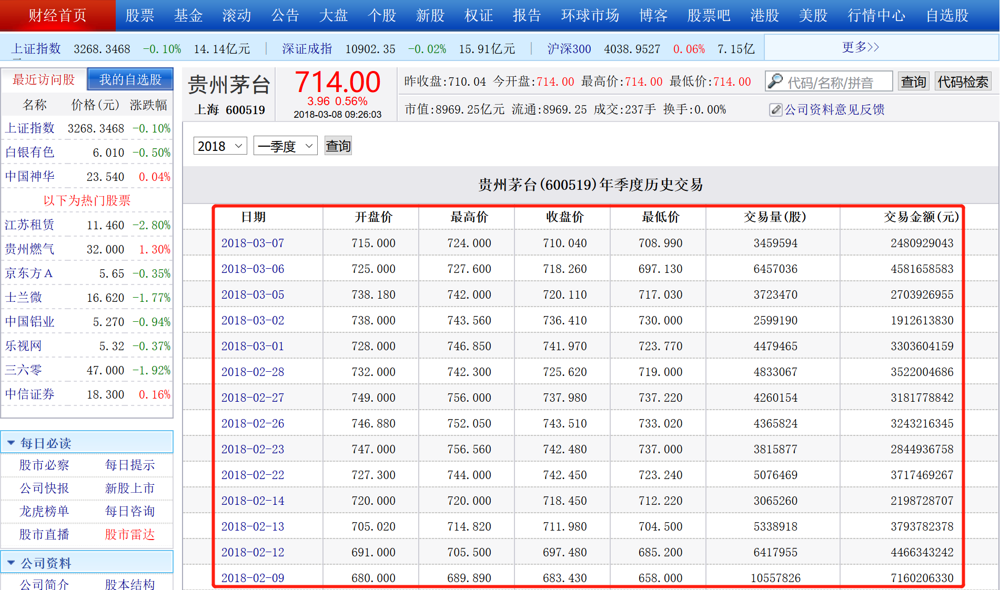 财经首页 股票 基金 滚动 公告 大盘 个股 新股 权证 报告 环球市场 博客 股票吧 港股 美股 行情中心 自选股
上证指数 3268.3468 -0.10% 14.14亿元 深证成指 10902.35 -0.02% 15.91亿元 沪深300 4038.9527 0.06% 7.15亿 更多>>
最近访问股 我的自选股
名称 价格(元) 涨跌幅
上证指数 3268.3468 -0.10%
白银有色 6.010 -0.50%
中国神华 23.540 0.04%
以下为热门股票
江苏租赁 11.460 -2.80%
贵州燃气 32.000 1.30%
京东方A 5.65 -0.35%
士兰微 16.620 -1.77%
中国铝业 5.270 -0.94%
乐视网 5.32 -0.37%
三六零 47.000 -1.92%
中信证券 18.300 0.16%
每日必读
股市必察 每日提示
公司快报 新股上市
龙虎榜单 每日咨询
股市直播 股市雷达
公司资料
公司简介 股本结构
贵州茅台
上海 600519
714.00
3.96 0.56%
2018-03-08 09:26:03
昨收盘:710.04 今开盘:714.00 最高价:714.00 最低价:714.00
市值:8969.25亿元 流通:8969.25 成交:237手 换手:0.00%
代码/名称/拼音 查询 代码检索
公司资料意见反馈
2018 一季度 查询
贵州茅台(600519)年季度历史交易
日期 开盘价 最高价 收盘价 最低价 交易量(股) 交易金额(元)
2018-03-07 715.000 724.000 710.040 708.990 3459594 2480929043
2018-03-06 725.000 727.600 718.260 697.130 6457036 4581658583
2018-03-05 738.180 742.000 720.110 717.030 3723470 2703926955
2018-03-02 738.000 743.560 736.410 730.000 2599190 1912613830
2018-03-01 728.000 746.850 741.970 723.770 4479465 3303604159
2018-02-28 732.000 742.300 725.620 719.000 4833067 3522004686
2018-02-27 749.000 756.000 737.980 737.220 4260154 3181778842
2018-02-26 746.880 752.050 743.510 733.020 4365824 3243216345
2018-02-23 747.000 756.560 742.480 737.000 3815877 2844936758
2018-02-22 727.300 744.000 742.450 723.240 5076469 3717469267
2018-02-14 720.000 720.000 718.450 712.220 3065260 2198728707
2018-02-13 705.020 714.820 711.980 704.500 5338918 3793782378
2018-02-12 691.000 705.500 697.480 685.200 6417955 4466343242
2018-02-09 680.000 689.890 683.430 658.000 10557826 7160206330